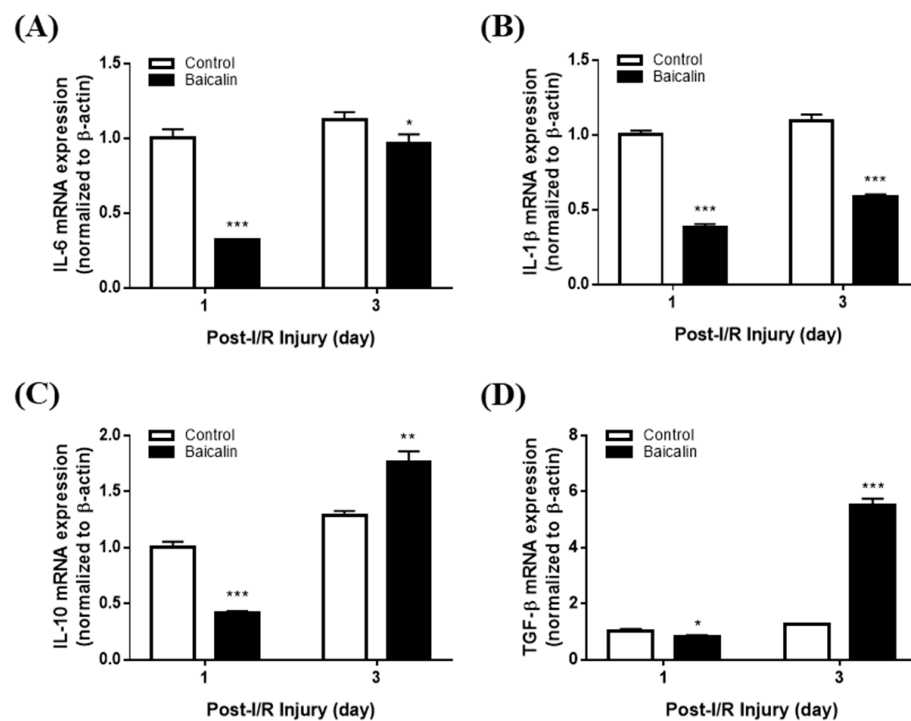 (A)
Control
Baicalin
IL-6 mRNA expression
(normalized to β-actin)
1.5
1.0
0.5
0.0
***
*
1
3
Post-I/R Injury (day)
(B)
Control
Baicalin
IL-1β mRNA expression
(normalized to β-actin)
1.5
1.0
0.5
0.0
***
***
1
3
Post-I/R Injury (day)
(C)
Control
Baicalin
IL-10 mRNA expression
(normalized to β-actin)
2.0
1.5
1.0
0.5
0.0
***
**
1
3
Post-I/R Injury (day)
(D)
Control
Baicalin
TGF-β mRNA expression
(normalized to β-actin)
8
6
4
2
0
*
***
1
3
Post-I/R Injury (day)